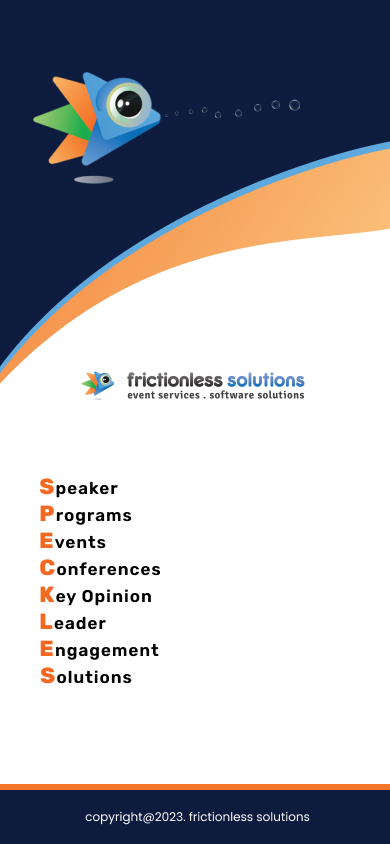 frictionless solutions
event services . software solutions
Speaker
Programs
Events
Conferences
Key Opinion
Leader
Engagement
Solutions
copyright@2023. frictionless solutions